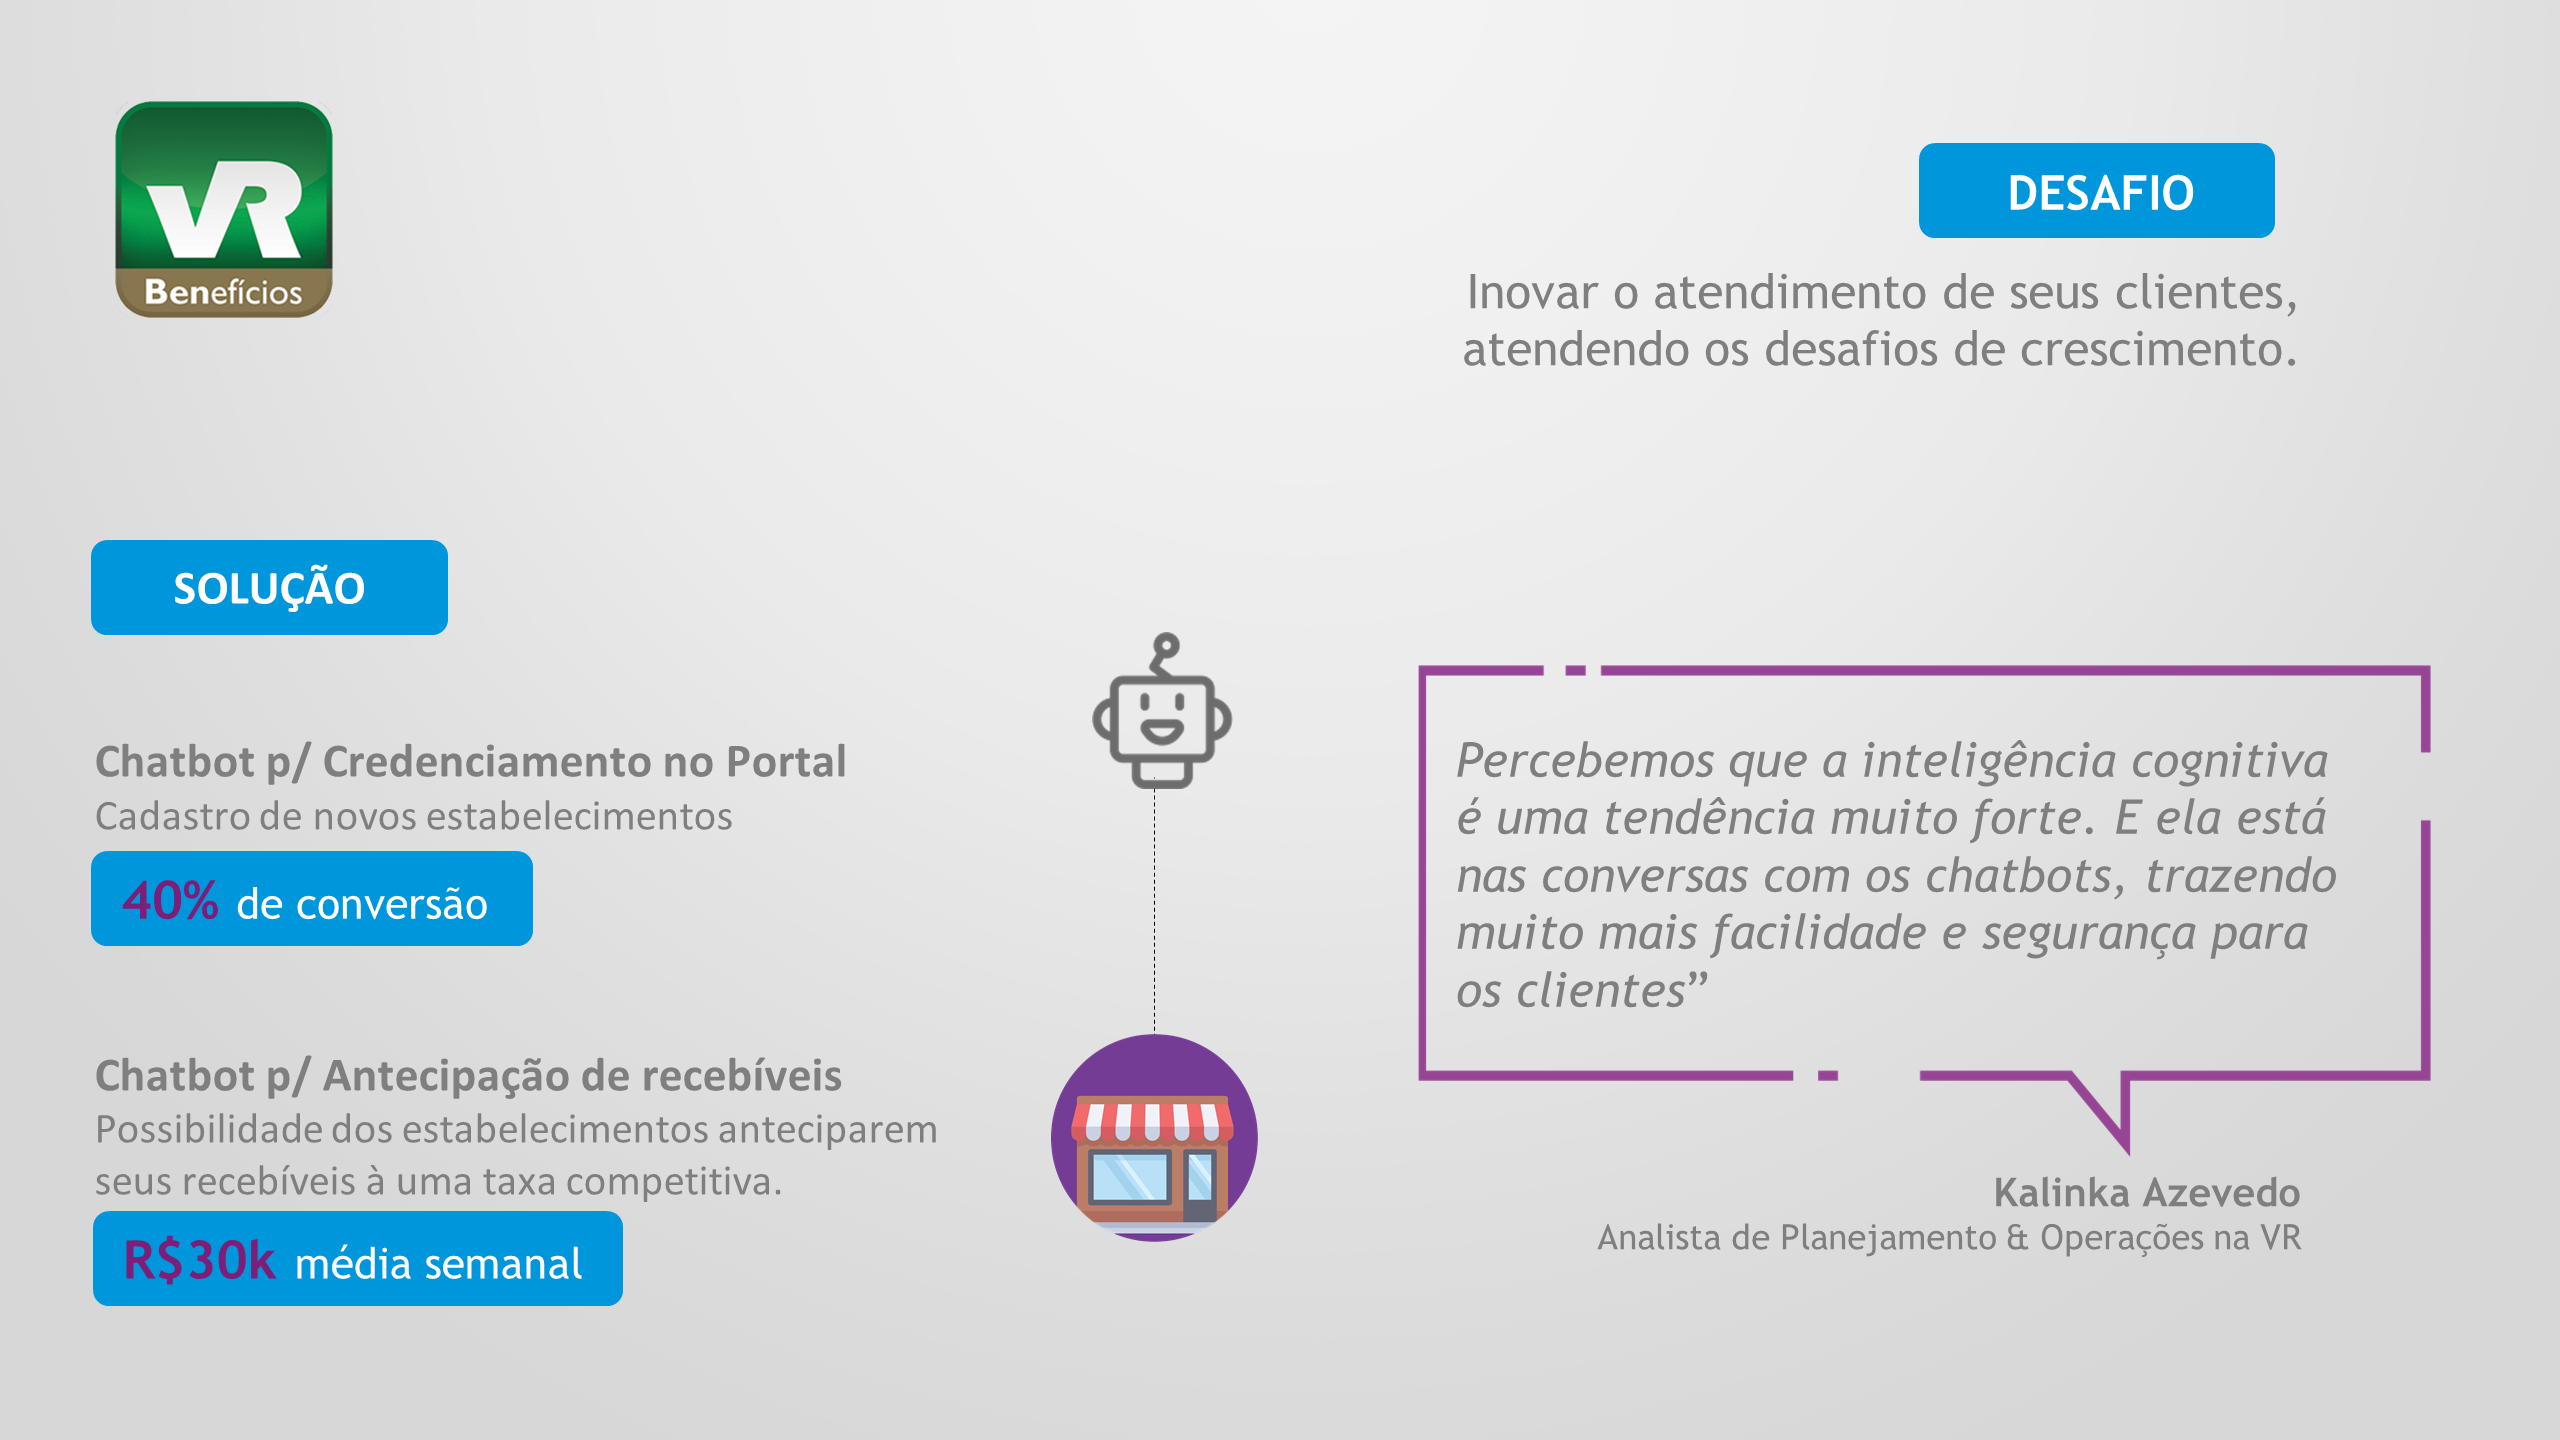 VR
Benefícios
DESAFIO
Inovar o atendimento de seus clientes,
atendendo os desafios de crescimento.
SOLUÇÃO
Chatbot p/ Credenciamento no Portal
Cadastro de novos estabelecimentos
40% de conversão
Chatbot p/ Antecipação de recebíveis
Possibilidade dos estabelecimentos anteciparem
seus recebíveis à uma taxa competitiva.
R$30k média semanal
Percebemos que a inteligência cognitiva
é uma tendência muito forte. E ela está
nas conversas com os chatbots, trazendo
muito mais facilidade e segurança para
os clientes”
Kalinka Azevedo
Analista de Planejamento & Operações na VR